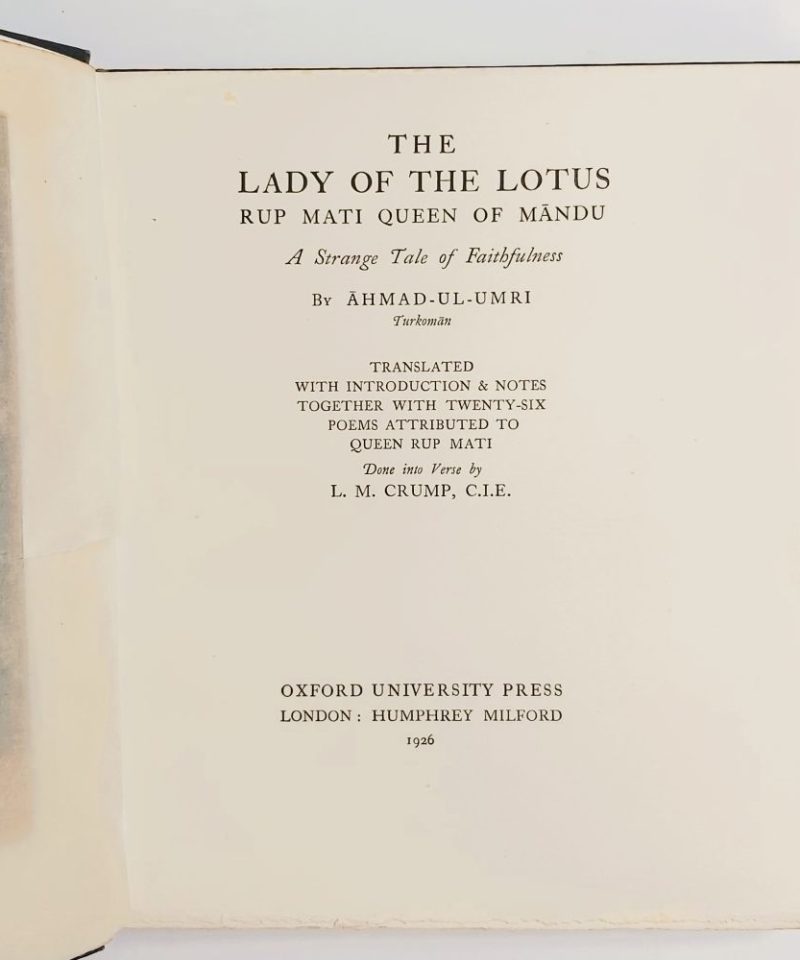 THE
LADY OF THE LOTUS
RUP MATI QUEEN OF MĀNDU
A Strange Tale of Faithfulness
By ĀHMAD-UL-UMRI
Turkomān
TRANSLATED
WITH INTRODUCTION & NOTES
TOGETHER WITH TWENTY-SIX
POEMS ATTRIBUTED TO
QUEEN RUP MATI
Done into Verse by
L. M. CRUMP, C.I.E.
OXFORD UNIVERSITY PRESS
LONDON : HUMPHREY MILFORD
1926